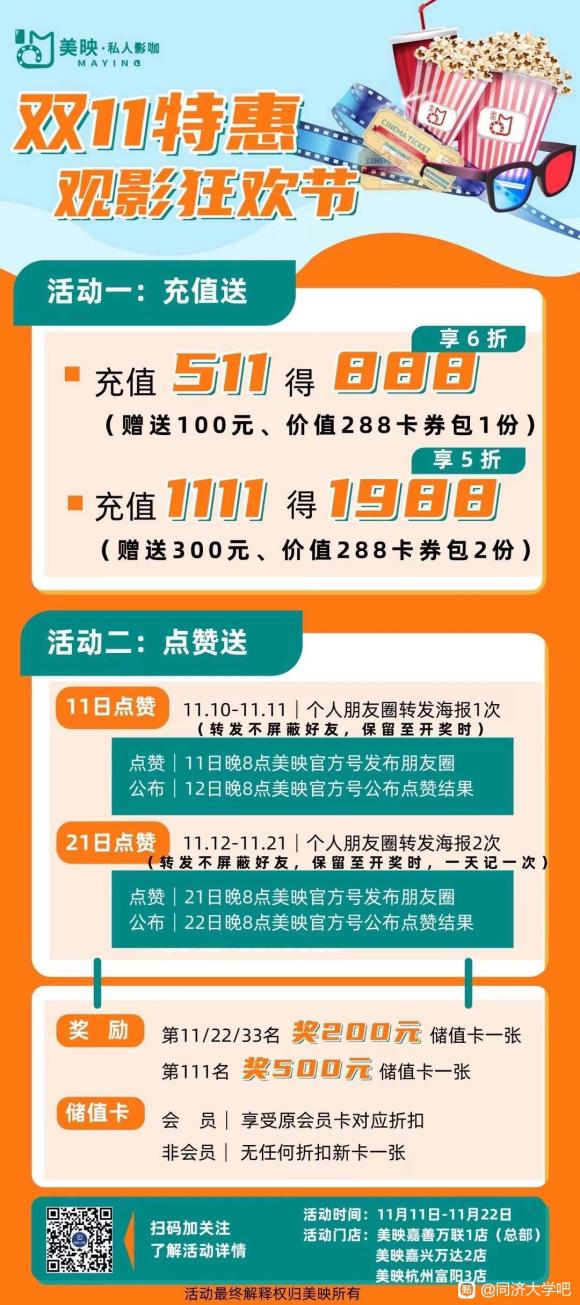 美映·私人影咖
MAYING
双11特惠
观影狂欢节
CINEMA TICKET
活动一：充值送
享6折
充值 511 得 888
（赠送100元、价值288卡券包1份）
享5折
充值 1111 得 1988
（赠送300元、价值288卡券包2份）
活动二：点赞送
11日点赞 11.10-11.11｜个人朋友圈转发海报1次
（转发不屏蔽好友，保留至开奖时）
点赞｜11日晚8点美映官方号发布朋友圈
公布｜12日晚8点美映官方号公布点赞结果
21日点赞 11.12-11.21｜个人朋友圈转发海报2次
（转发不屏蔽好友，保留至开奖时，一天记一次）
点赞｜21日晚8点美映官方号发布朋友圈
公布｜22日晚8点美映官方号公布点赞结果
奖 励 第11/22/33名 奖200元 储值卡一张
第111名 奖500元 储值卡一张
储值卡 会 员｜享受原会员卡对应折扣
非会员｜无任何折扣新卡一张
扫码加关注
了解活动详情
活动时间：11月11日-11月22日
活动门店：美映嘉善万联1店（总部）
美映嘉兴万达2店
美映杭州富阳3店
活动最终解释权归美映所有
贴 @同济大学吧